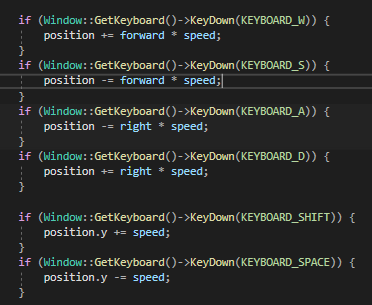 if (Window::GetKeyboard()->KeyDown(KEYBOARD_W)) {
position += forward * speed;
}
if (Window::GetKeyboard()->KeyDown(KEYBOARD_S)) {
position -= forward * speed;
}
if (Window::GetKeyboard()->KeyDown(KEYBOARD_A)) {
position -= right * speed;
}
if (Window::GetKeyboard()->KeyDown(KEYBOARD_D)) {
position += right * speed;
}
if (Window::GetKeyboard()->KeyDown(KEYBOARD_SHIFT)) {
position.y += speed;
}
if (Window::GetKeyboard()->KeyDown(KEYBOARD_SPACE)) {
position.y -= speed;
}